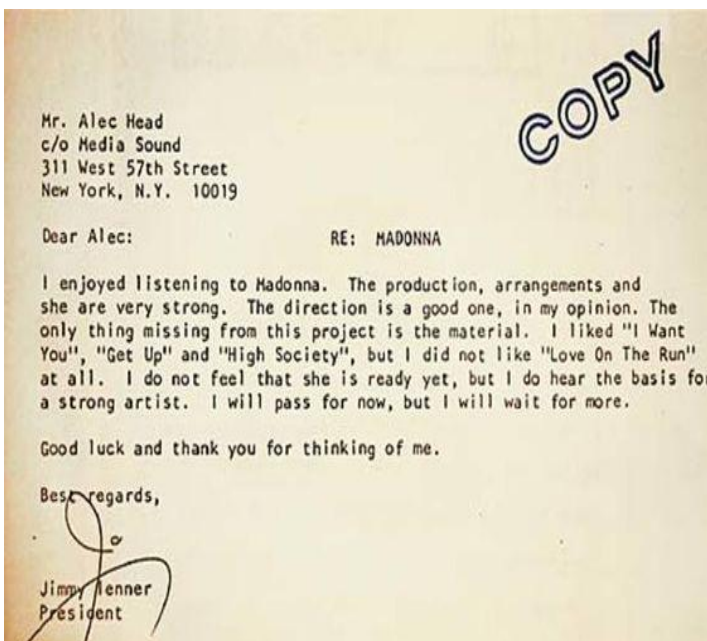 COPY
Mr. Alec Head
c/o Media Sound
311 West 57th Street
New York, N.Y. 10019
Dear Alec: RE: MADONNA
I enjoyed listening to Madonna. The production, arrangements and
she are very strong. The direction is a good one, in my opinion. The
only thing missing from this project is the material. I liked "I Want
You", "Get Up" and "High Society", but I did not like "Love On The Run"
at all. I do not feel that she is ready yet, but I do hear the basis for
a strong artist. I will pass for now, but I will wait for more.
Good luck and thank you for thinking of me.
Best regards,
Jimmy Ienner
President